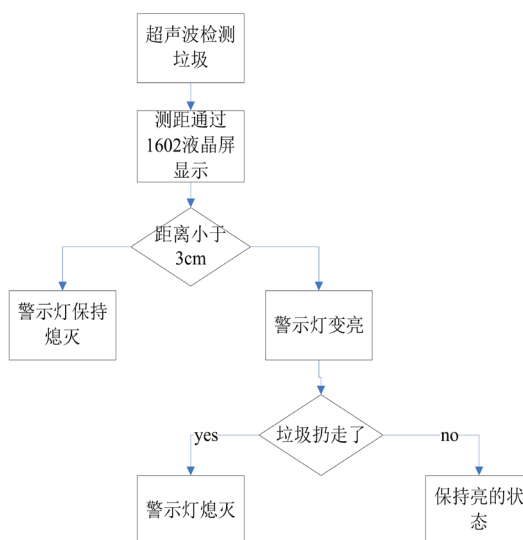 超声波检测
垃圾
测距通过
1602液晶屏
显示
距离小于
3cm
警示灯保持
熄灭
警示灯变亮
垃圾扔走了
yes
no
警示灯熄灭
保持亮的状
态